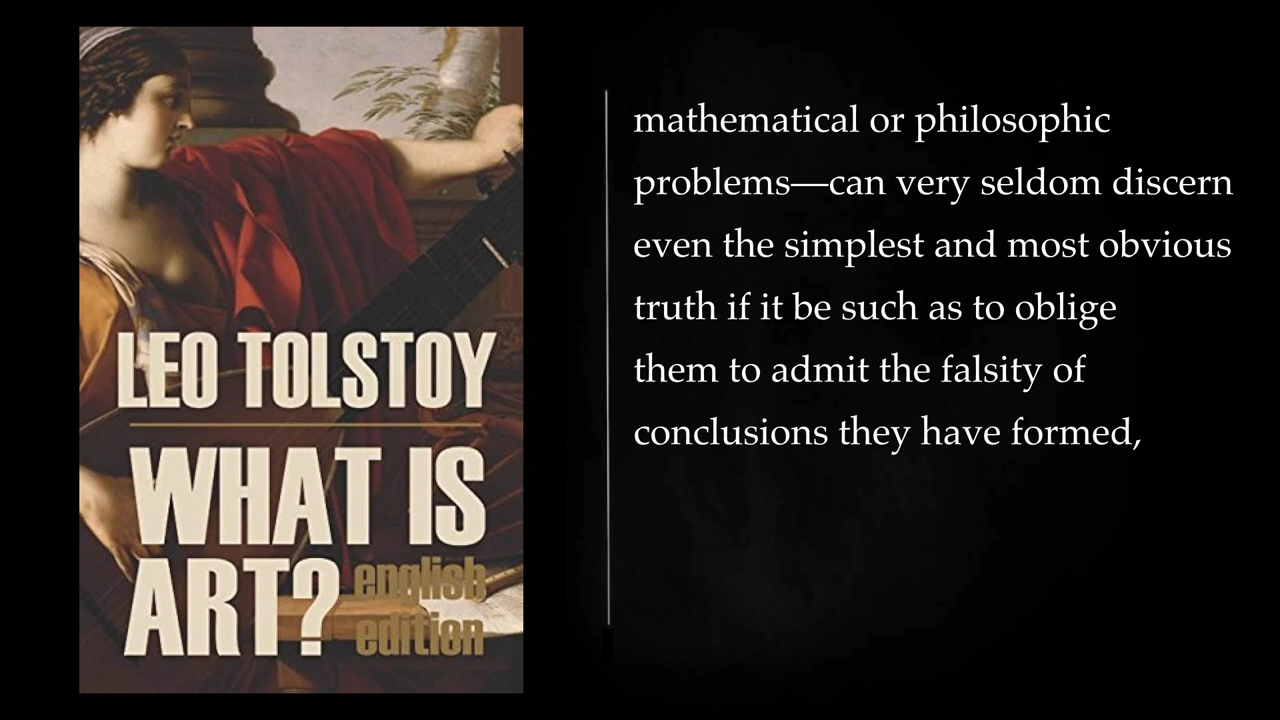 LEO TOLSTOY
WHAT IS
ART?
english
edition
mathematical or philosophic
problems—can very seldom discern
even the simplest and most obvious
truth if it be such as to oblige
them to admit the falsity of
conclusions they have formed,